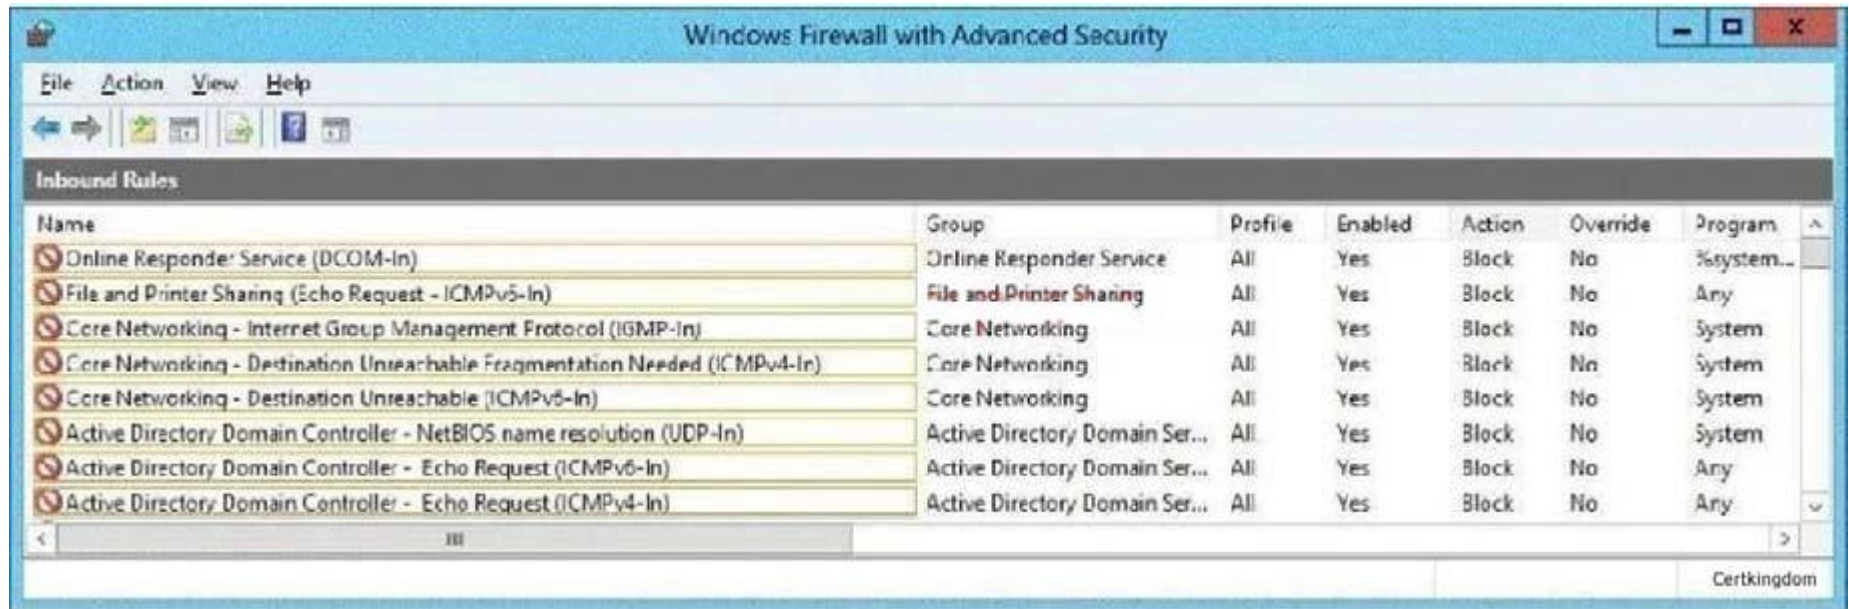 Windows Firewall with Advanced Security
File Action View Help
Inbound Rules
Name Group Profile Enabled Action Override Program
Online Responder Service (DCOM-In) Online Responder Service All Yes Block No %system...
File and Printer Sharing (Echo Request - ICMPv6-In) File and Printer Sharing All Yes Block No Any
Core Networking - Internet Group Management Protocol (IGMP-In) Core Networking All Yes Block No System
Core Networking - Destination Unreachable Fragmentation Needed (ICMPv4-In) Core Networking All Yes Block No System
Core Networking - Destination Unreachable (ICMPv6-In) Core Networking All Yes Block No System
Active Directory Domain Controller - NetBIOS name resolution (UDP-In) Active Directory Domain Ser... All Yes Block No System
Active Directory Domain Controller - Echo Request (ICMPv6-In) Active Directory Domain Ser... All Yes Block No Any
Active Directory Domain Controller - Echo Request (ICMPv4-In) Active Directory Domain Ser... All Yes Block No Any
Certkingdom